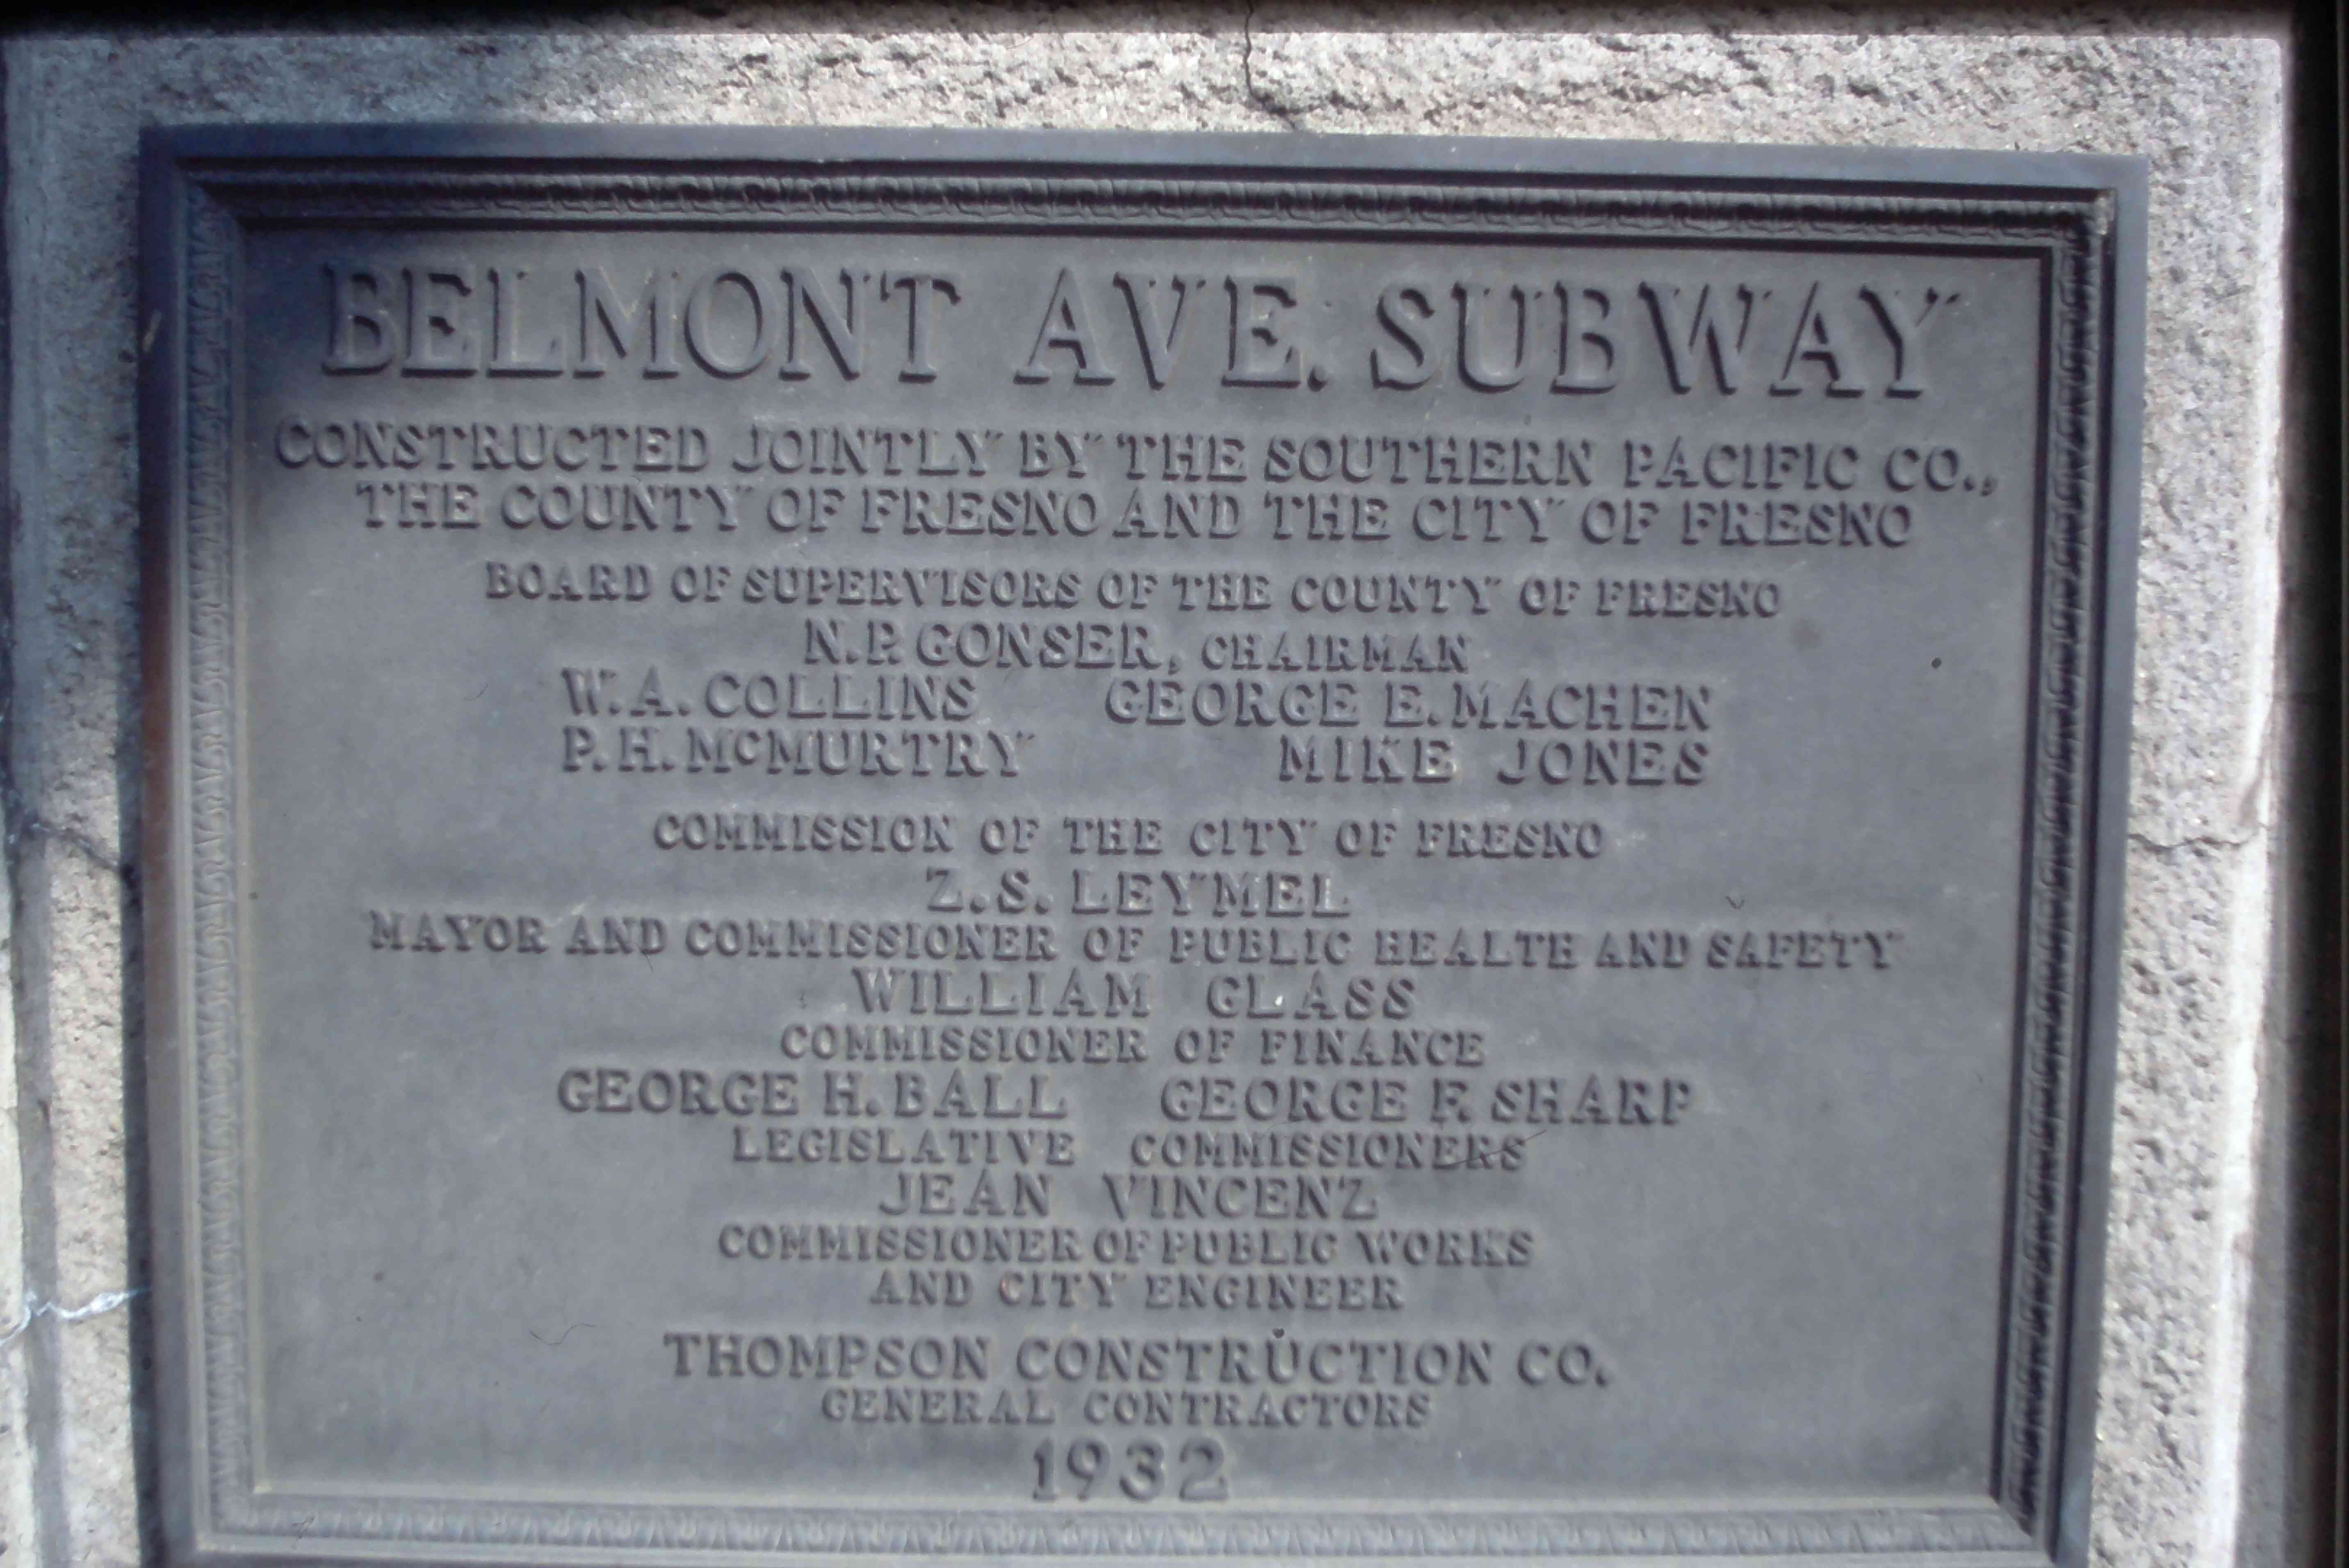 BELMONT AVE. SUBWAY
CONSTRUCTED JOINTLY BY THE SOUTHERN PACIFIC CO.,
THE COUNTY OF FRESNO AND THE CITY OF FRESNO
BOARD OF SUPERVISORS OF THE COUNTY OF FRESNO
N.P. GONSER, CHAIRMAN
W.A. COLLINS GEORGE E. MACHEN
P.H. McMURTRY MIKE JONES
COMMISSION OF THE CITY OF FRESNO
Z.S. LEYMEL
MAYOR AND COMMISSIONER OF PUBLIC HEALTH AND SAFETY
WILLIAM GLASS
COMMISSIONER OF FINANCE
GEORGE H. BALL GEORGE F. SHARP
LEGISLATIVE COMMISSIONERS
JEAN VINCENZ
COMMISSIONER OF PUBLIC WORKS
AND CITY ENGINEER
THOMPSON CONSTRUCTION CO.
GENERAL CONTRACTORS
1932